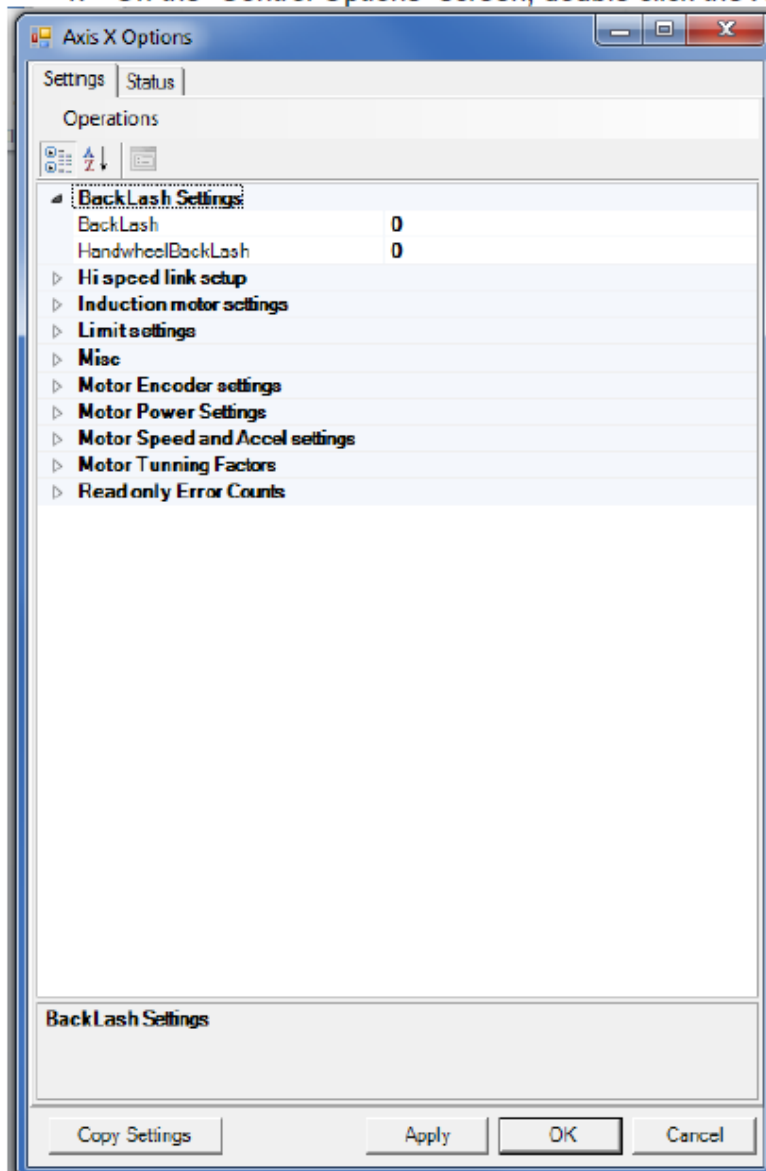 Axis X Options
Settings Status
Operations
BackLash Settings
BackLash 0
HandwheelBackLash 0
Hi speed link setup
Induction motor settings
Limit settings
Misc
Motor Encoder settings
Motor Power Settings
Motor Speed and Accel settings
Motor Tunning Factors
Read only Error Counts
BackLash Settings
Copy Settings Apply OK Cancel